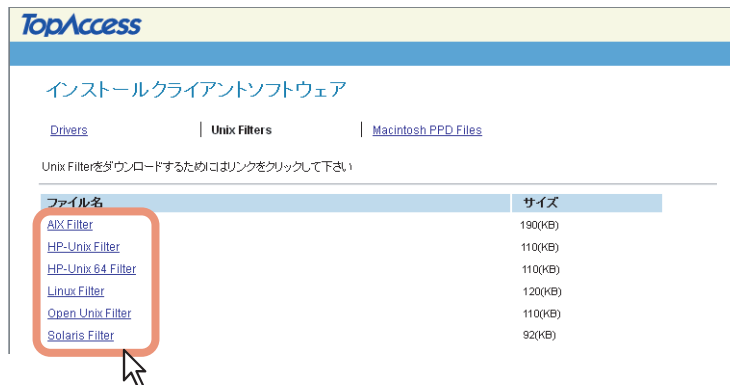 TopAccess
インストールクライアントソフトウェア
Drivers | Unix Filters | Macintosh PPD Files
Unix Filterをダウンロードするためにはリンクをクリックして下さい
ファイル名 サイズ
AIX Filter 190(KB)
HP-Unix Filter 110(KB)
HP-Unix 64 Filter 110(KB)
Linux Filter 120(KB)
Open Unix Filter 110(KB)
Solaris Filter 92(KB)